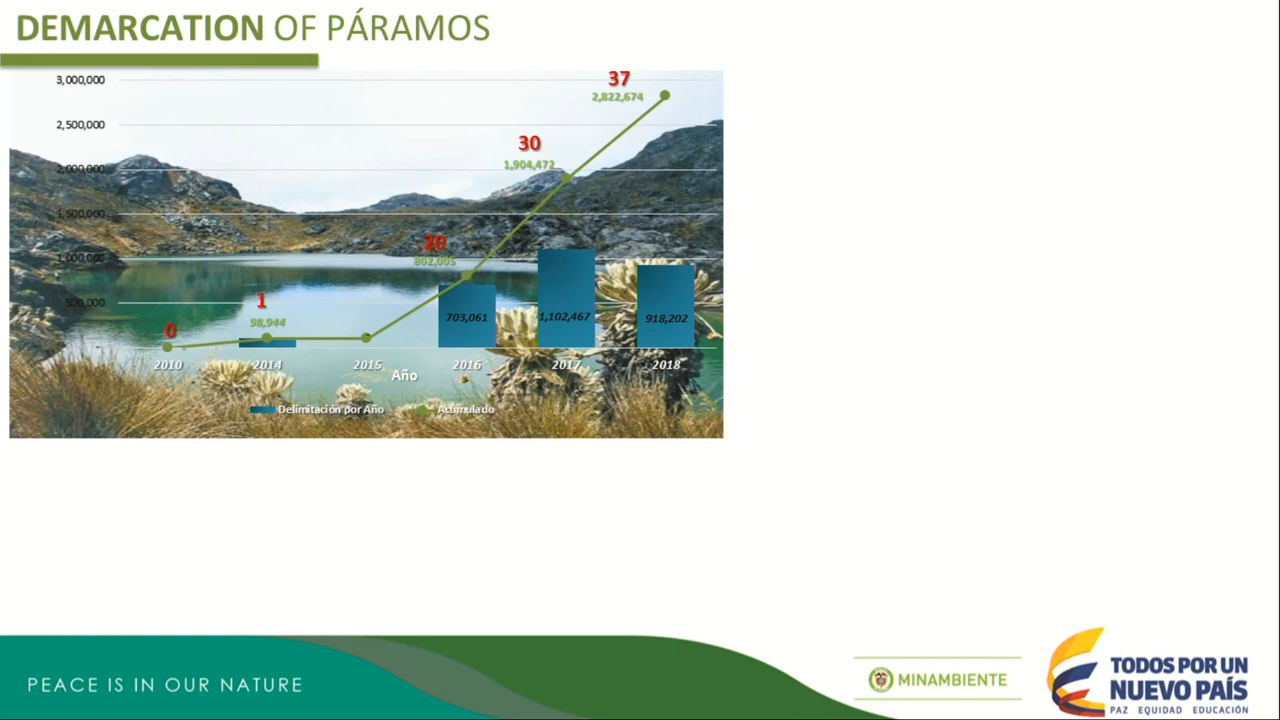 DEMARCATION OF PÁRAMOS
3,000,000
37
2,822,674
2,500,000
30
1,904,472
2,000,000
1,500,000
20
802,005
1,000,000
500,000
1
98,944
703,061
1,102,467
918,202
0
2010 2014 2015 2016 2017 2018
Año
Delimitación por Año Acumulado
PEACE IS IN OUR NATURE
MINAMBIENTE
TODOS POR UN
NUEVO PAÍS
PAZ EQUIDAD EDUCACIÓN